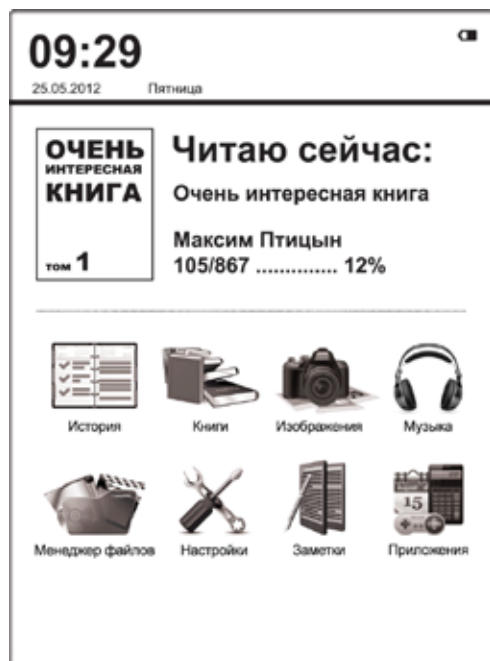 09:29
25.05.2012 Пятница
ОЧЕНЬ
ИНТЕРЕСНАЯ
КНИГА
том 1
Читаю сейчас:
Очень интересная книга
Максим Птицын
105/867 .............. 12%
История Книги Изображения Музыка
15
Менеджер файлов Настройки Заметки Приложения